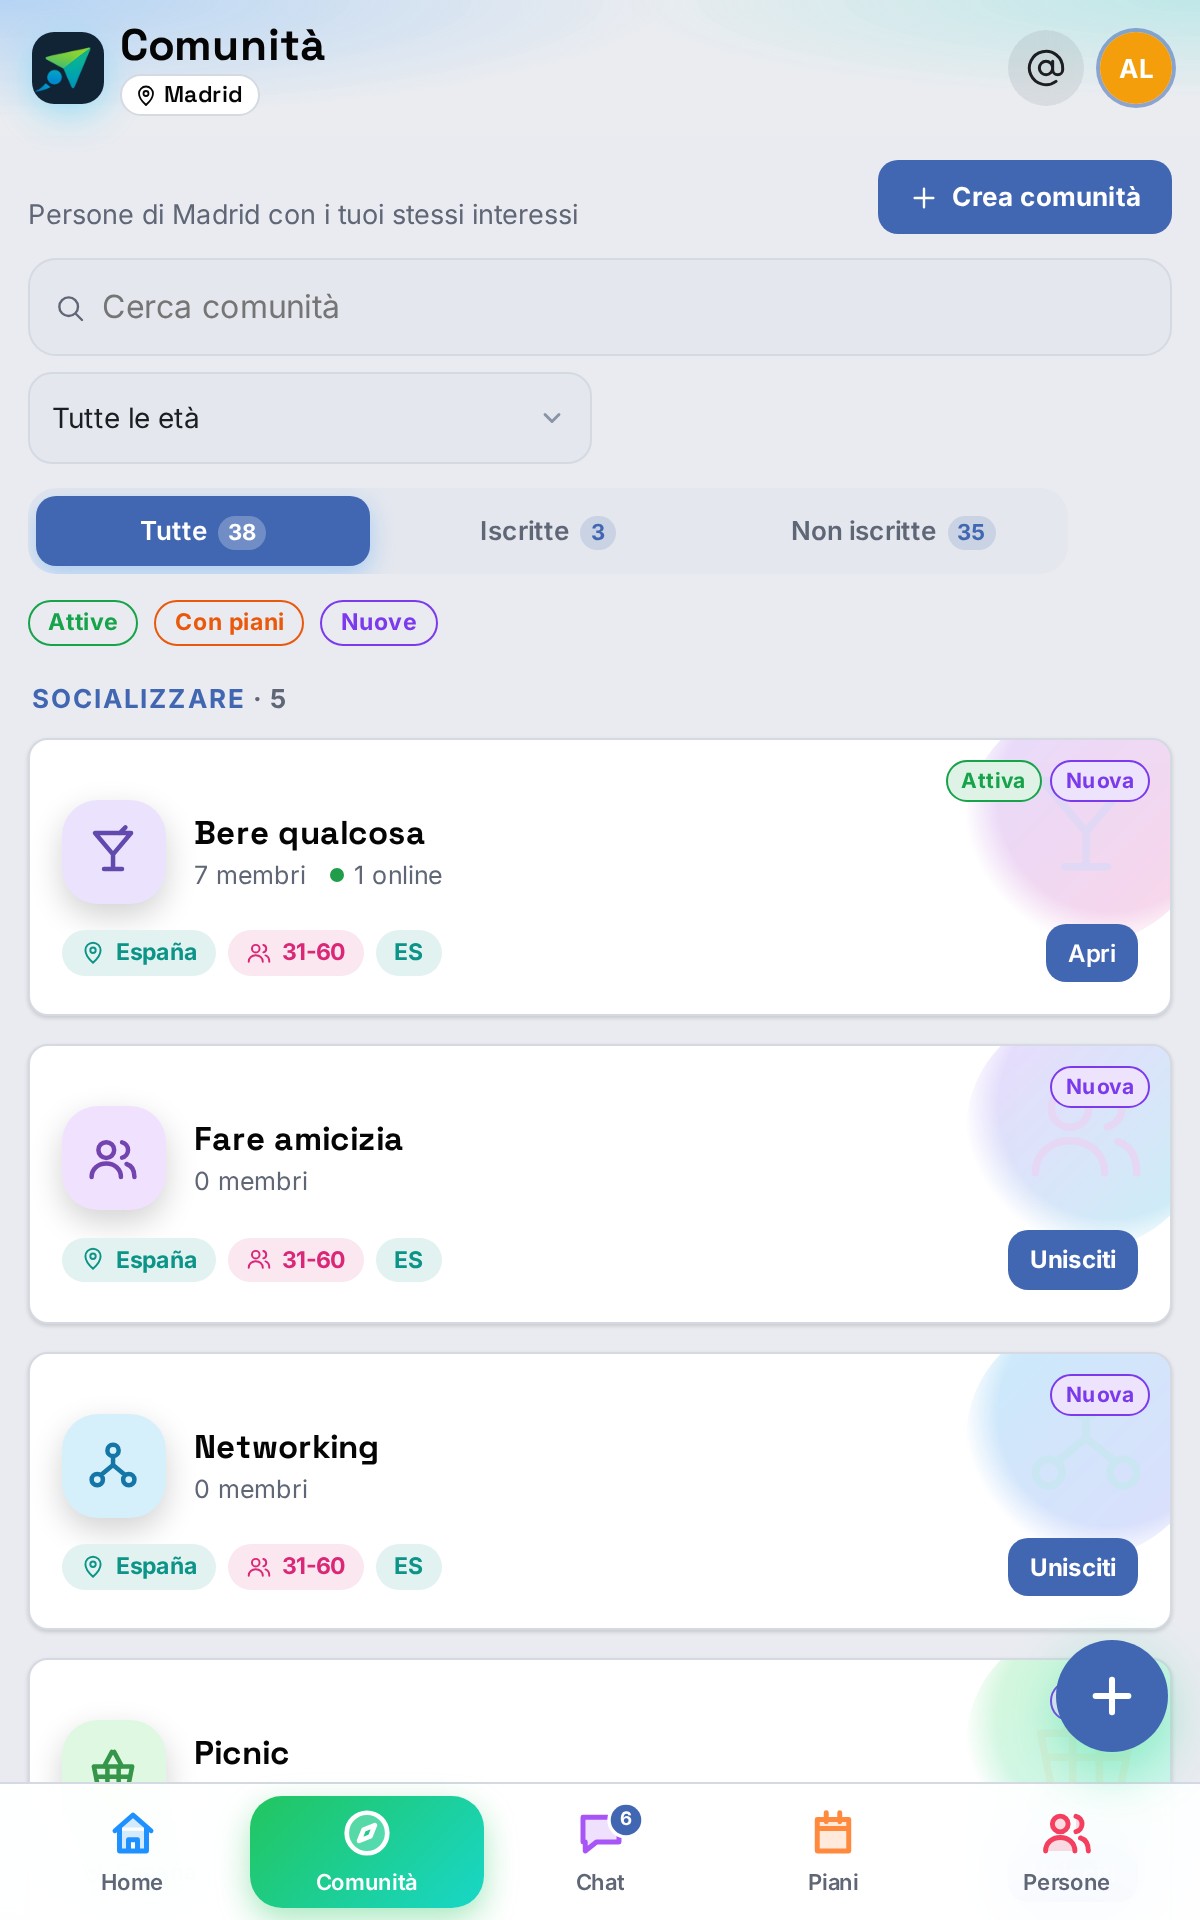 Comunità
Madrid
@
AL
Persone di Madrid con i tuoi stessi interessi
+ Crea comunità
Cerca comunità
Tutte le età
Tutte 38
Iscritte 3
Non iscritte 35
Attive
Con piani
Nuove
SOCIALIZZARE · 5
Attiva
Nuova
Bere qualcosa
7 membri
1 online
España
31-60
ES
Apri
Nuova
Fare amicizia
0 membri
España
31-60
ES
Unisciti
Nuova
Networking
0 membri
España
31-60
ES
Unisciti
Picnic
Home
Comunità
6
Chat
Piani
Persone